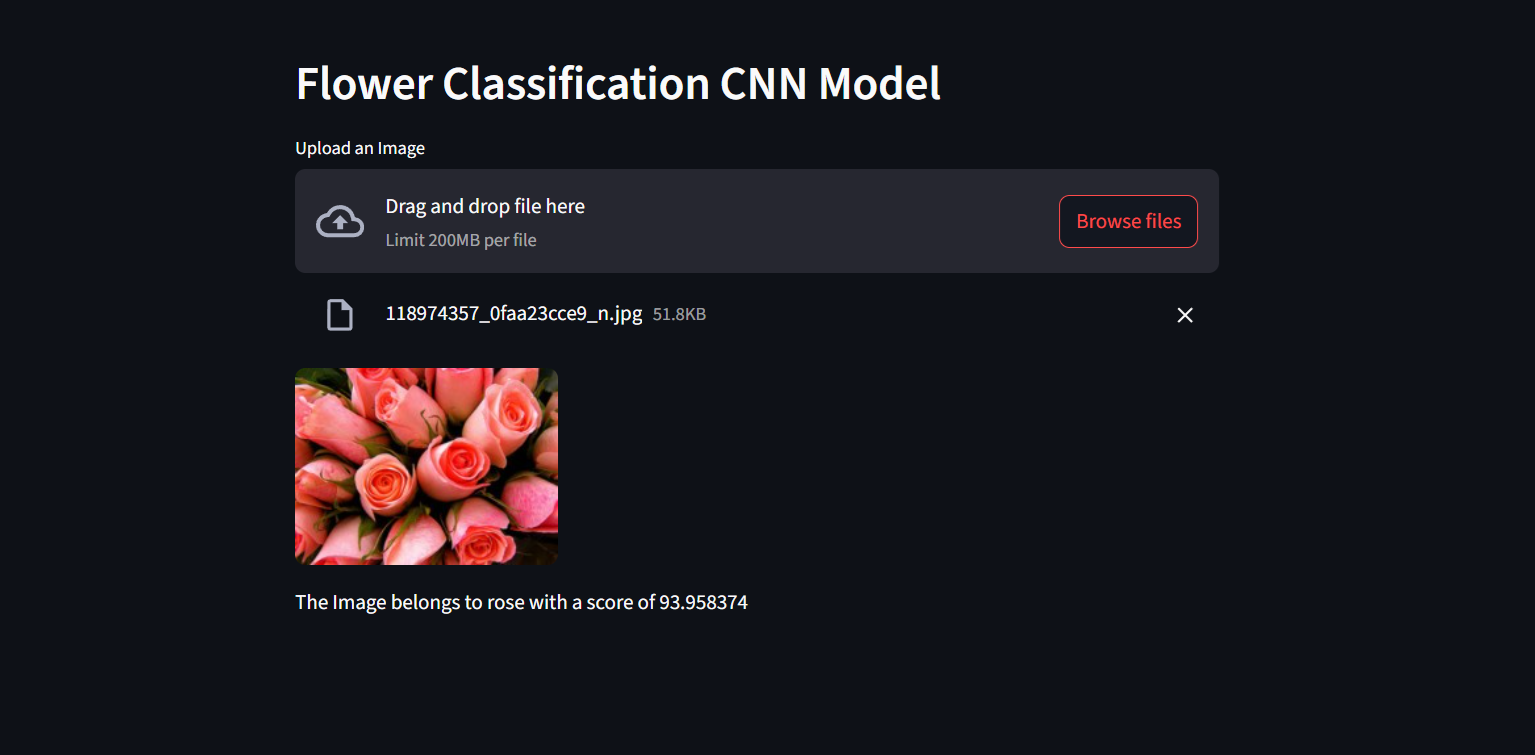 Flower Classification CNN Model
Upload an Image
Drag and drop file here
Limit 200MB per file
Browse files
118974357_0faa23cce9_n.jpg 51.8KB
The Image belongs to rose with a score of 93.958374